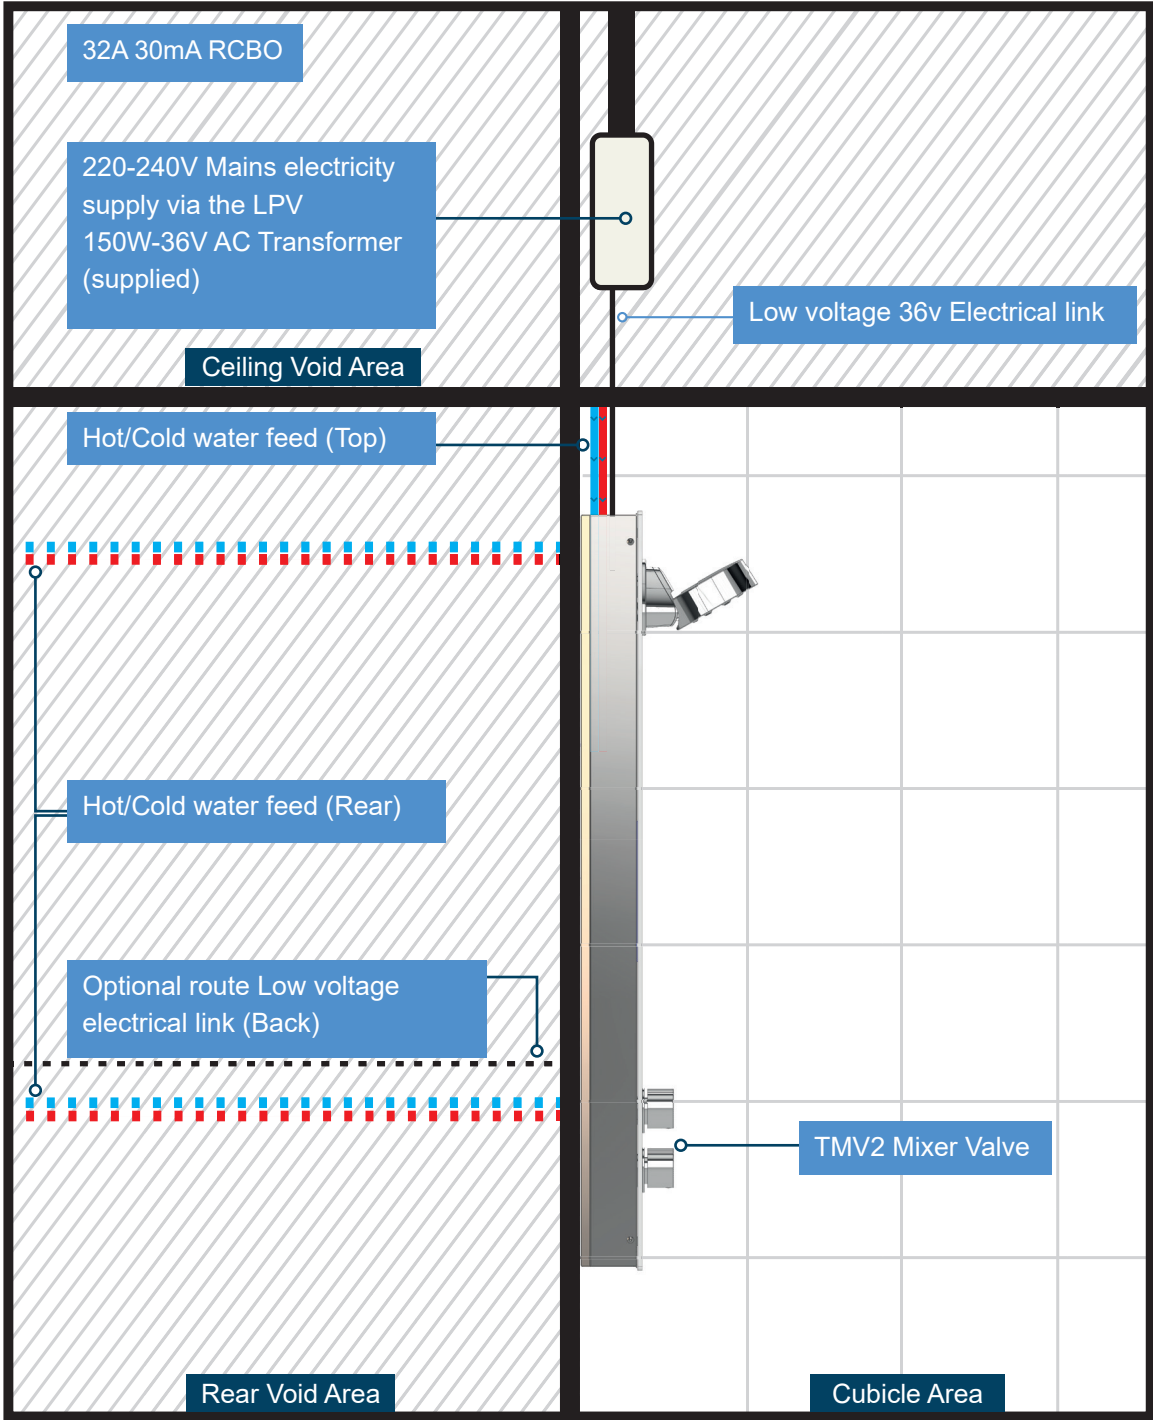 32A 30mA RCBO
220-240V Mains electricity
supply via the LPV
150W-36V AC Transformer
(supplied)
Low voltage 36v Electrical link
Ceiling Void Area
Hot/Cold water feed (Top)
Hot/Cold water feed (Rear)
Optional route Low voltage
electrical link (Back)
TMV2 Mixer Valve
Rear Void Area
Cubicle Area